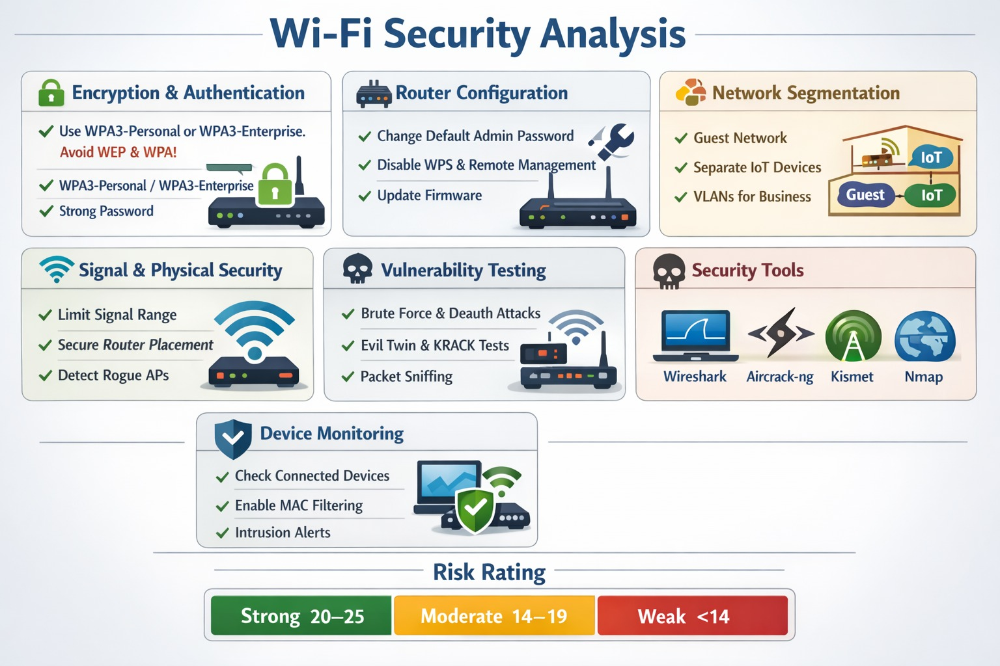 Wi-Fi Security Analysis
Encryption & Authentication
Use WPA3-Personal or WPA3-Enterprise.
Avoid WEP & WPA!
WPA3-Personal / WPA3-Enterprise
Strong Password
Router Configuration
Change Default Admin Password
Disable WPS & Remote Management
Update Firmware
Network Segmentation
Guest Network
Separate IoT Devices
VLANs for Business
IoT
Guest
IoT
Signal & Physical Security
Limit Signal Range
Secure Router Placement
Detect Rogue APs
Vulnerability Testing
Brute Force & Deauth Attacks
Evil Twin & KRACK Tests
Packet Sniffing
Security Tools
Wireshark
Aircrack-ng
Kismet
Nmap
Device Monitoring
Check Connected Devices
Enable MAC Filtering
Intrusion Alerts
Risk Rating
Strong 20–25
Moderate 14–19
Weak <14